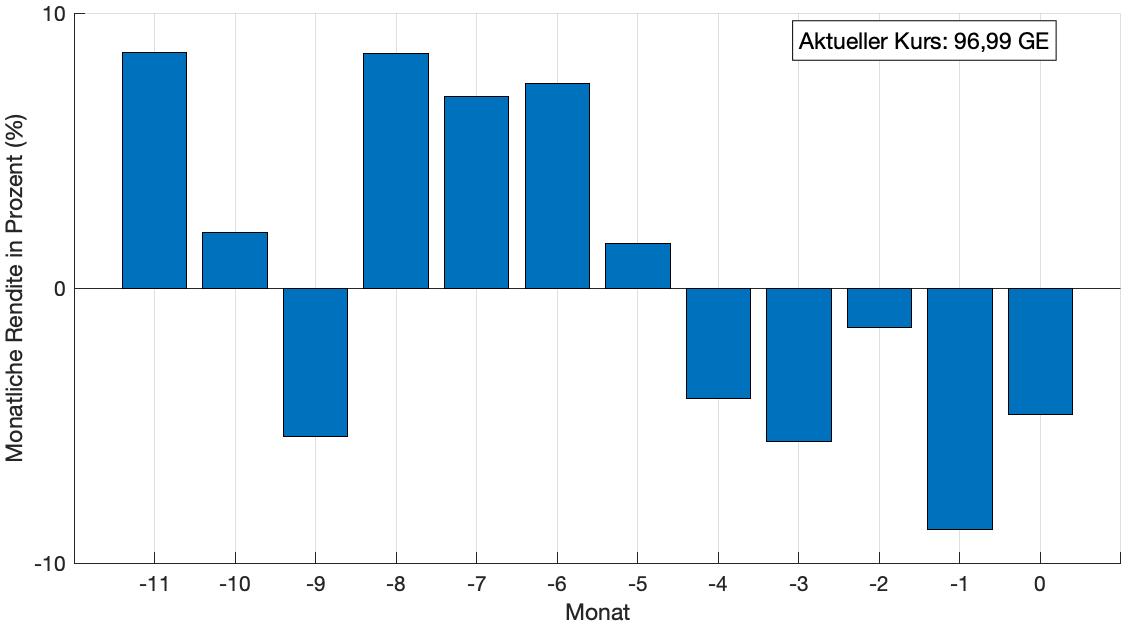 10
Aktueller Kurs: 96,99 GE
Monatliche Rendite in Prozent (%)
0
-10
-11 -10 -9 -8 -7 -6 -5 -4 -3 -2 -1 0
Monat